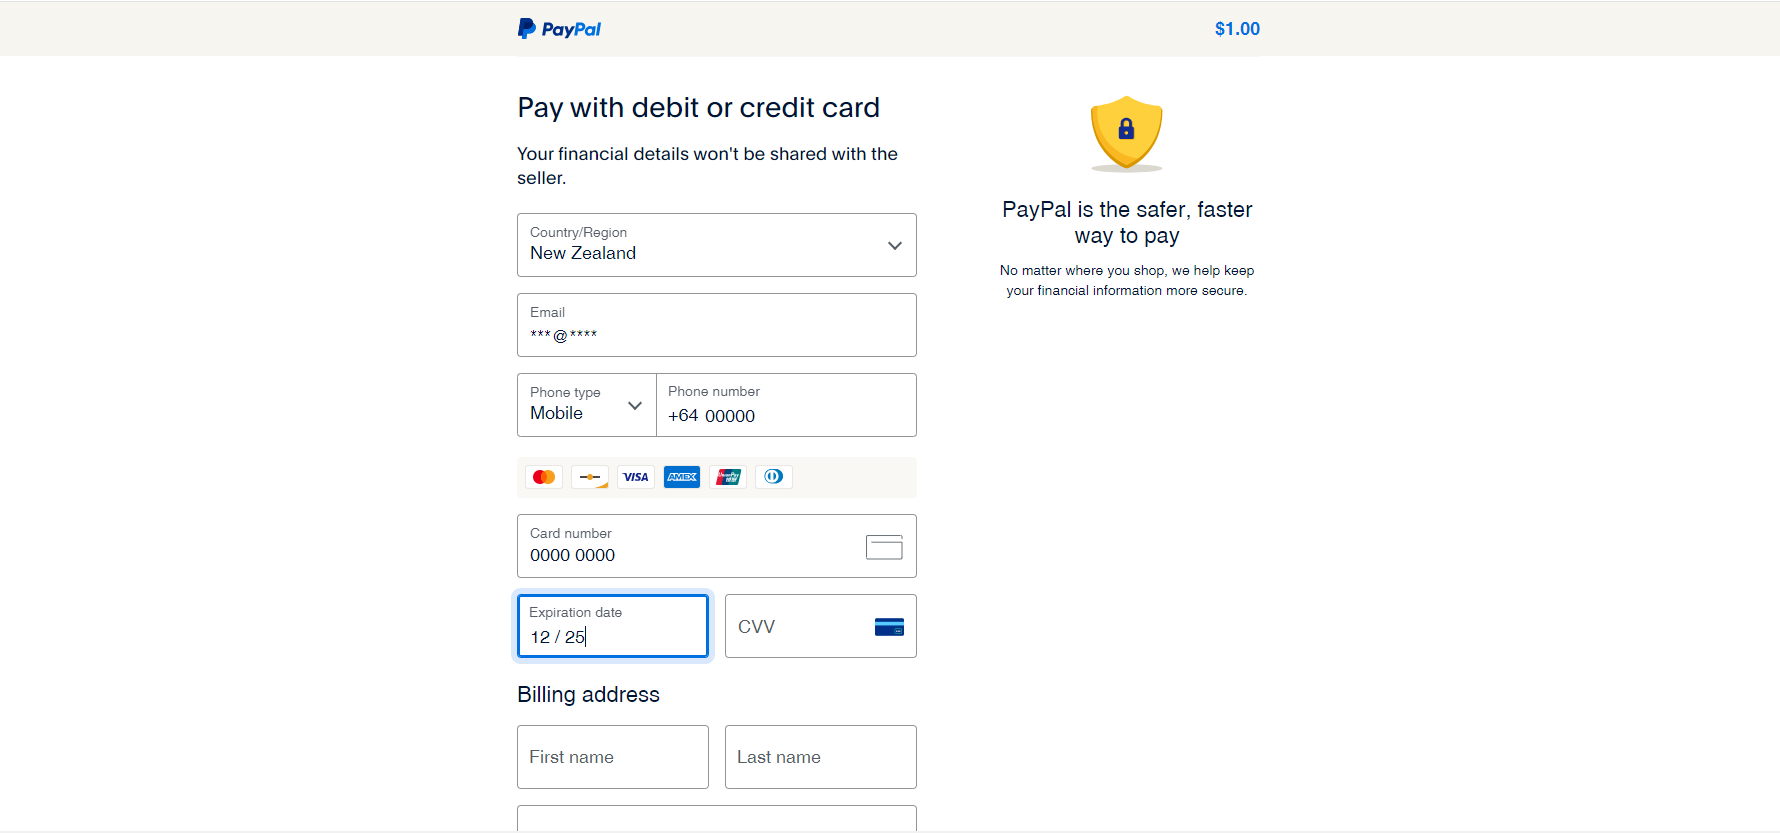 PayPal
$1.00
Pay with debit or credit card
Your financial details won't be shared with the
seller.
Country/Region
New Zealand
Email
***@****
Phone type
Mobile
Phone number
+64 00000
VISA
AMEX
UnionPay
Card number
0000 0000
Expiration date
12 / 25
CVV
Billing address
First name
Last name
PayPal is the safer, faster
way to pay
No matter where you shop, we help keep
your financial information more secure.